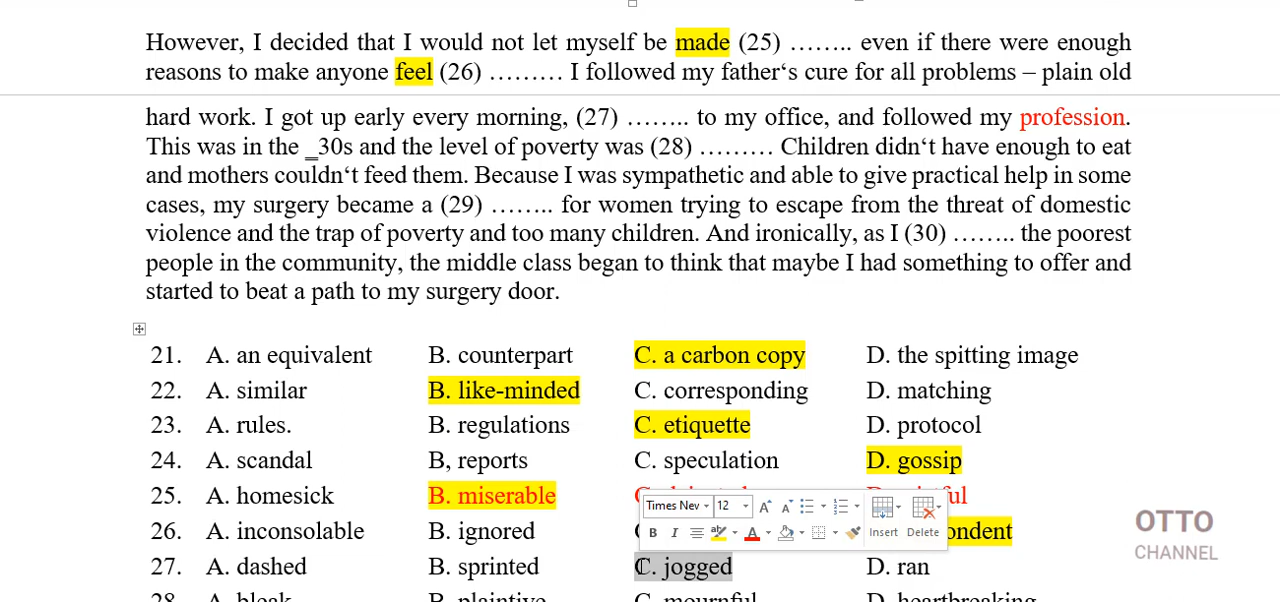 However, I decided that I would not let myself be made (25) …….. even if there were enough
reasons to make anyone feel (26) ……… I followed my father‘s cure for all problems – plain old
hard work. I got up early every morning, (27) …….. to my office, and followed my profession.
This was in the _30s and the level of poverty was (28) ……… Children didn‘t have enough to eat
and mothers couldn‘t feed them. Because I was sympathetic and able to give practical help in some
cases, my surgery became a (29) …….. for women trying to escape from the threat of domestic
violence and the trap of poverty and too many children. And ironically, as I (30) …….. the poorest
people in the community, the middle class began to think that maybe I had something to offer and
started to beat a path to my surgery door.
21. A. an equivalent B. counterpart C. a carbon copy D. the spitting image
22. A. similar B. like-minded C. corresponding D. matching
23. A. rules. B. regulations C. etiquette D. protocol
24. A. scandal B, reports C. speculation D. gossip
25. A. homesick B. miserable
Times Nev 12
B I Insert Delete
26. A. inconsolable B. ignored
27. A. dashed B. sprinted C. jogged D. ran
OTTO
CHANNEL